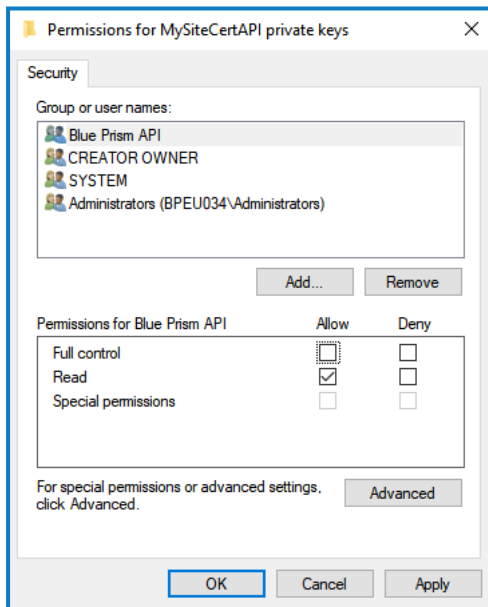 Permissions for MySiteCertAPI private keys
Security
Group or user names:
Blue Prism API
CREATOR OWNER
SYSTEM
Administrators (BPEU034\Administrators)
Add... Remove
Permissions for Blue Prism API Allow Deny
Full control
Read
Special permissions
For special permissions or advanced settings,
click Advanced.
Advanced
OK Cancel Apply